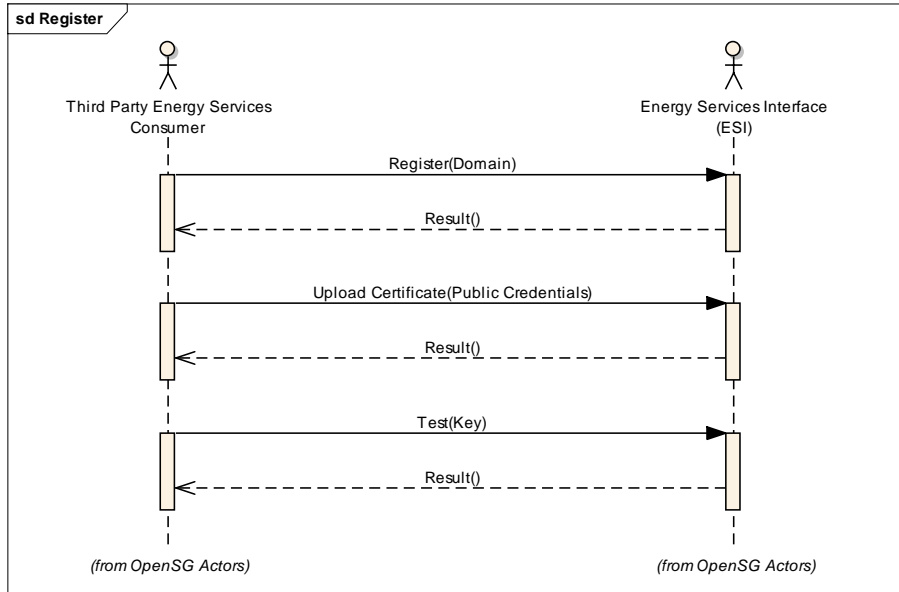 sd Register
Third Party Energy Services
Consumer
Energy Services Interface
(ESI)
Register(Domain)
Result()
Upload Certificate(Public Credentials)
Result()
Test(Key)
Result()
(from OpenSG Actors)
(from OpenSG Actors)